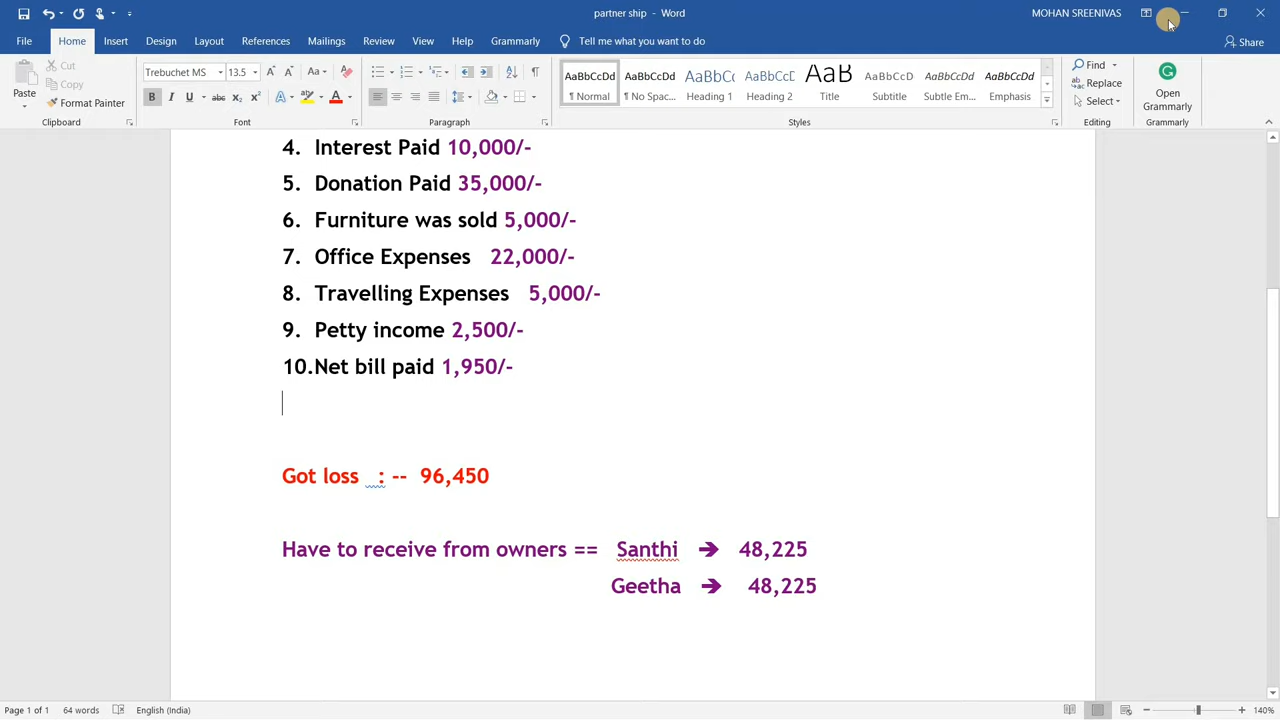 partner ship - Word
MOHAN SREENIVAS
File Home Insert Design Layout References Mailings Review View Help Grammarly Tell me what you want to do Share
Paste
Cut
Copy
Format Painter
Clipboard
Trebuchet MS 13.5
Font
Paragraph
AaBbCcDd AaBbCcDd AaBbCc AaBbCcD AaB AaBbCcD AaBbCcDd AaBbCcDd
¶ Normal ¶ No Spac... Heading 1 Heading 2 Title Subtitle Subtle Em... Emphasis
Styles
Find
Replace
Select
Editing
Open
Grammarly
Grammarly
4. Interest Paid 10,000/-
5. Donation Paid 35,000/-
6. Furniture was sold 5,000/-
7. Office Expenses 22,000/-
8. Travelling Expenses 5,000/-
9. Petty income 2,500/-
10.Net bill paid 1,950/-
Got loss : -- 96,450
Have to receive from owners == Santhi ➔ 48,225
Geetha ➔ 48,225
Page 1 of 1 64 words English (India) 140%